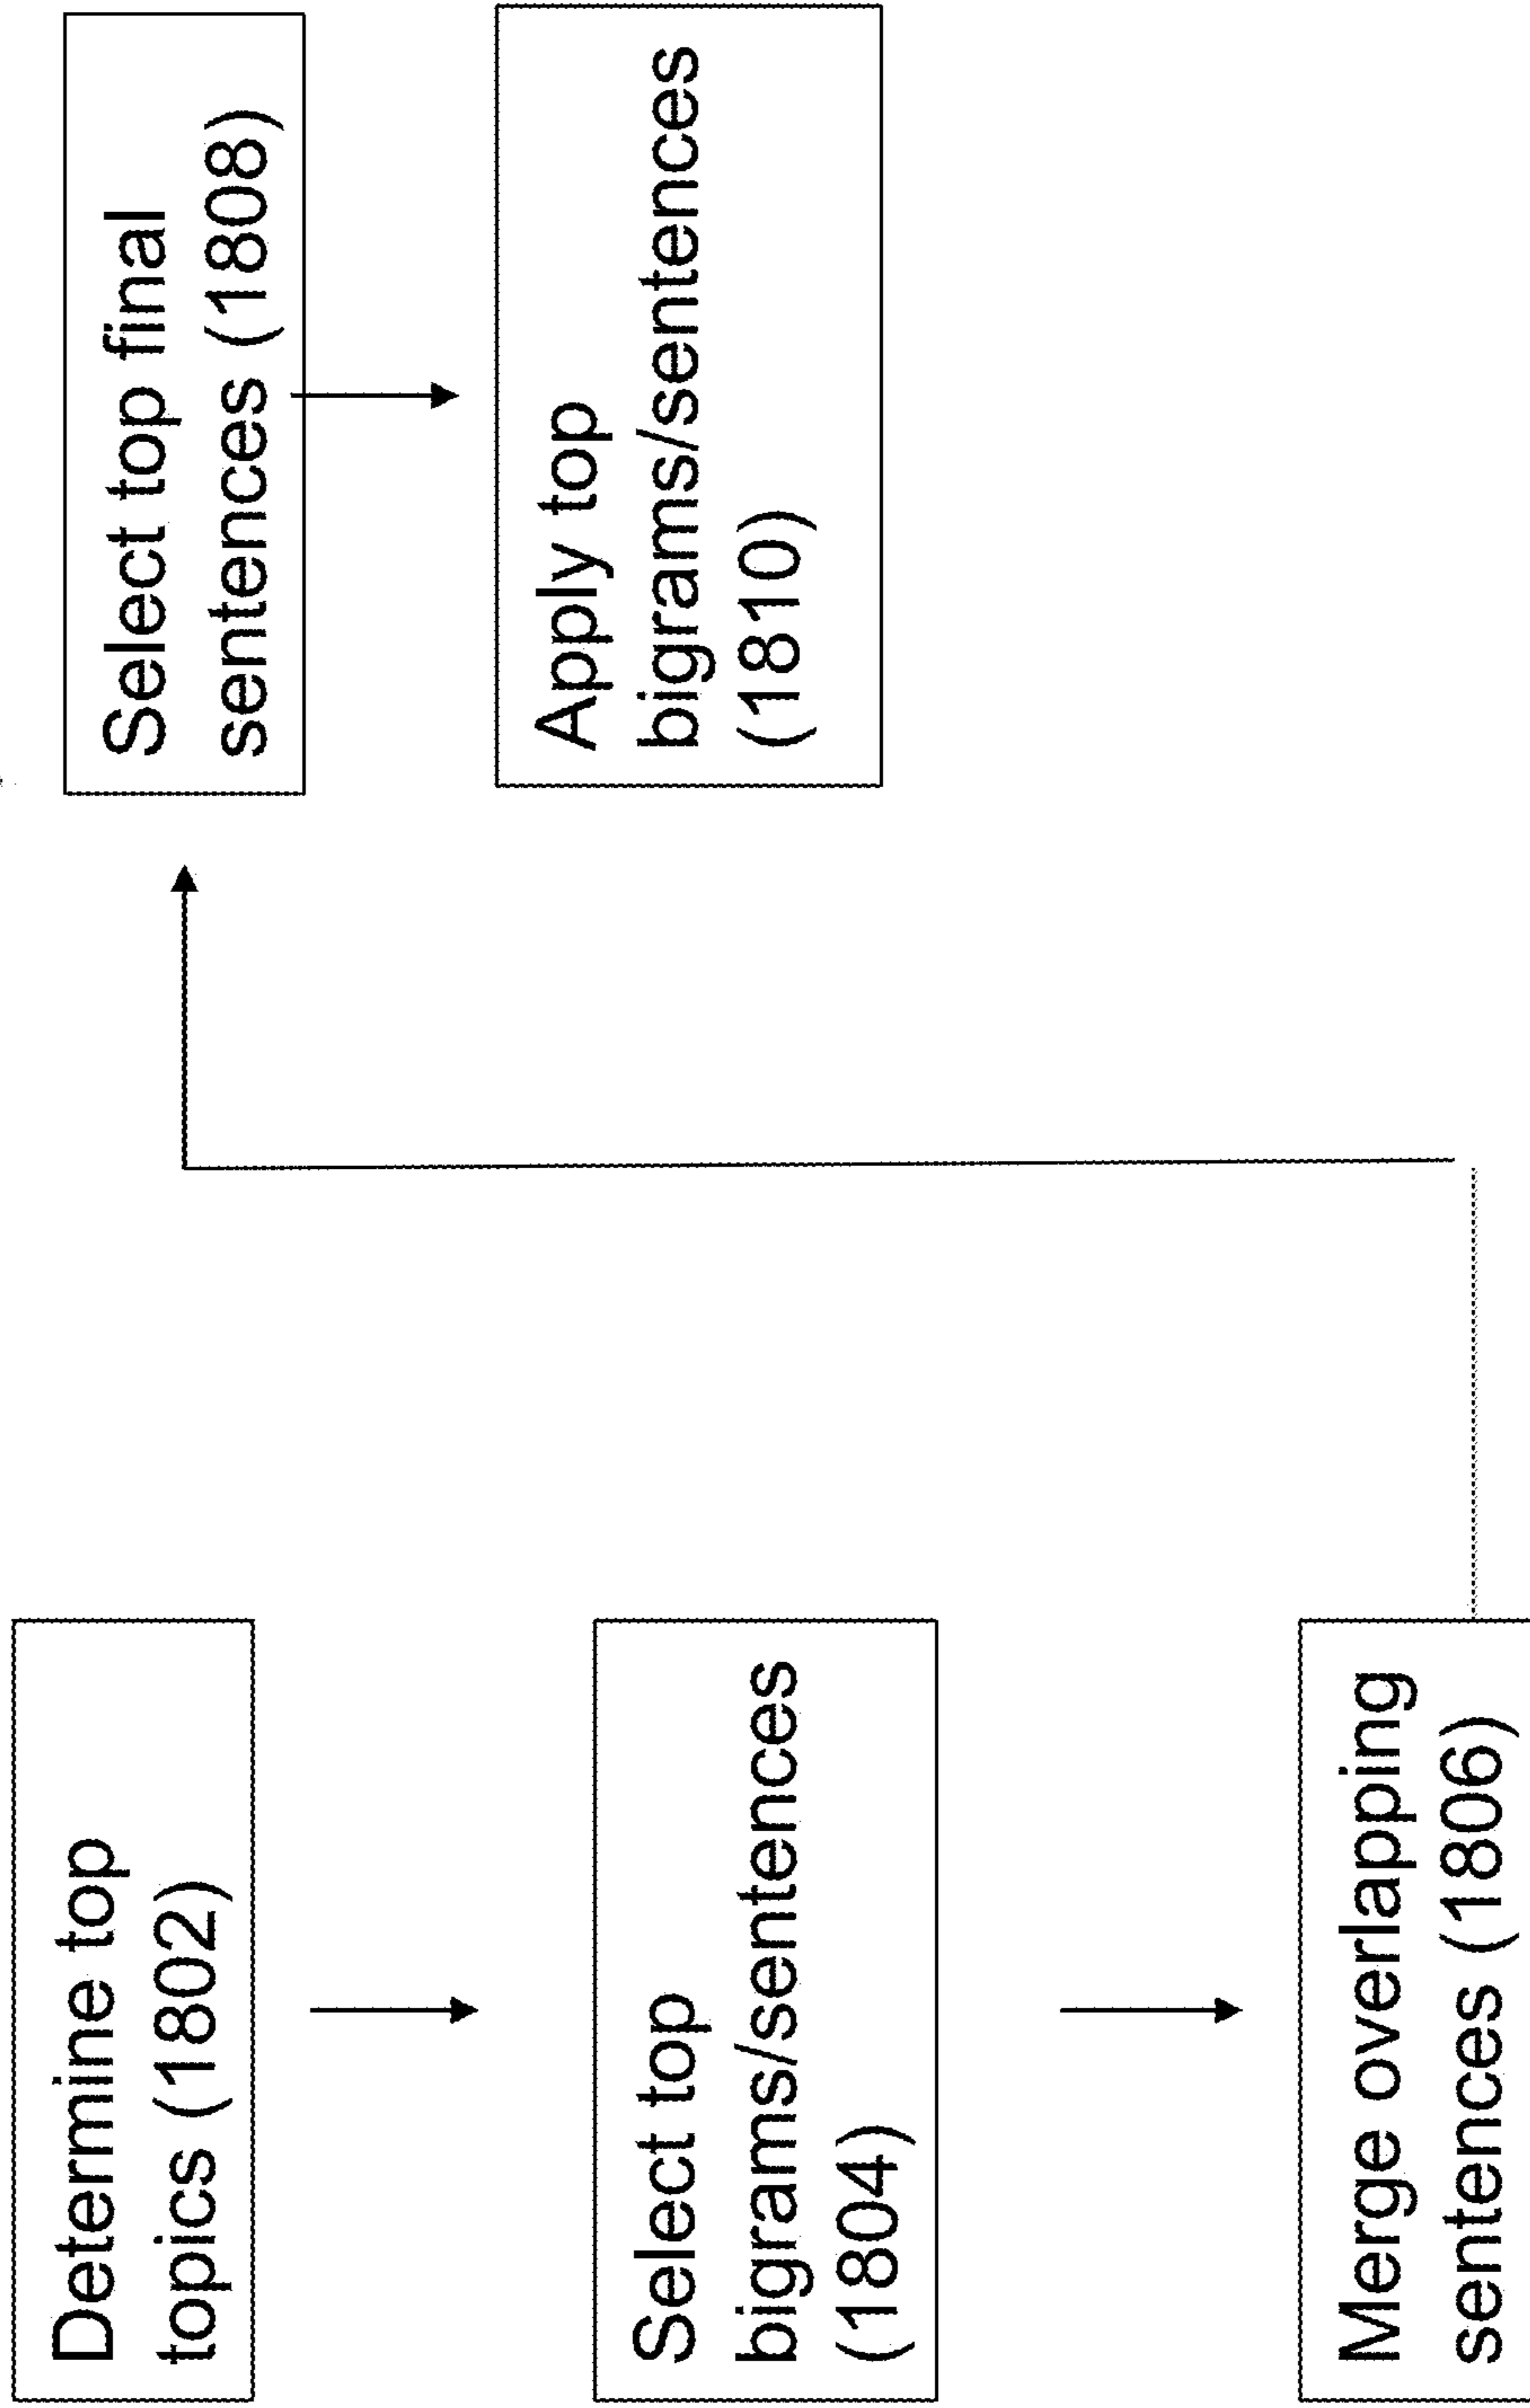 Determine top
topics (1802)
Select top
bigrams/sentences
(1804)
Merge overlapping
sentences (1806)
Select top final
sentences (1808)
Apply top
bigrams/sentences
(1810)